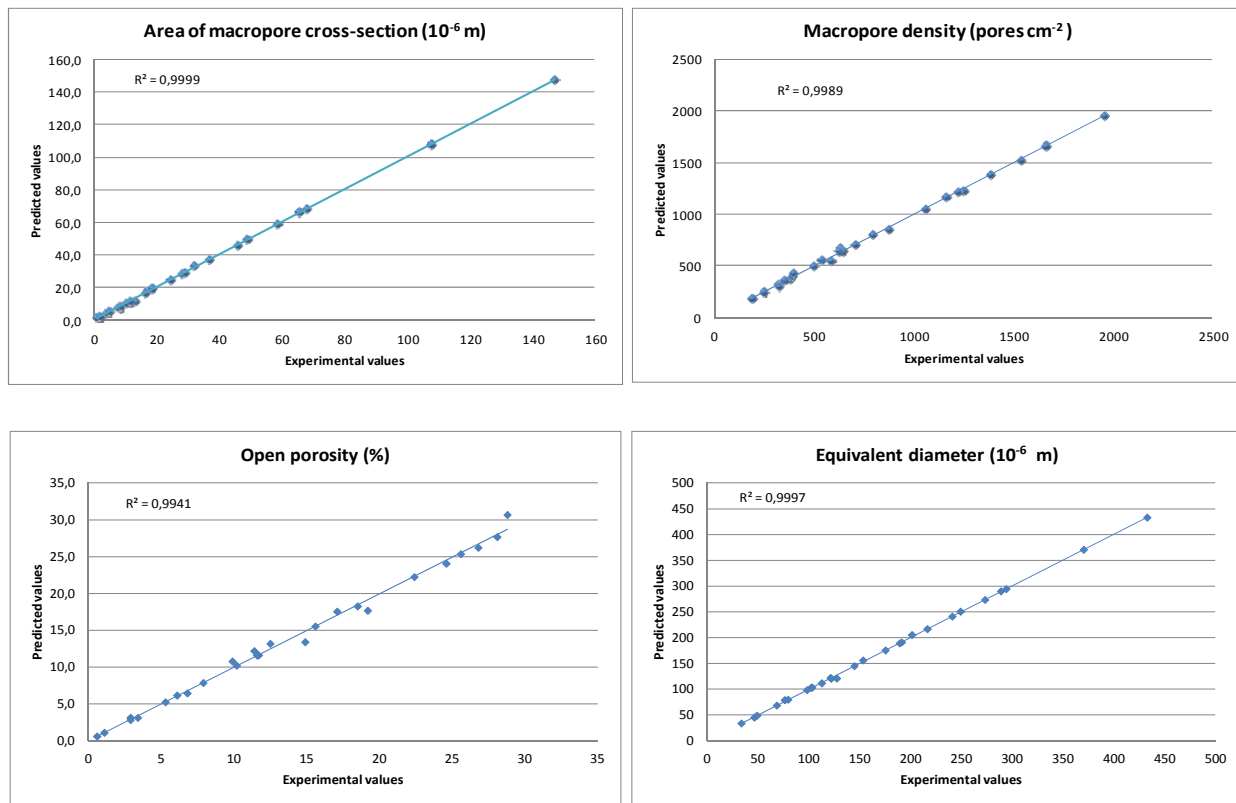 Area of macropore cross-section (10⁻⁶ m)
R² = 0,9999
Predicted values
160,0
140,0
120,0
100,0
80,0
60,0
40,0
20,0
0,0
0 20 40 60 80 100 120 140 160
Experimental values
Macropore density (pores cm⁻² )
R² = 0,9989
Predicted values
2500
2000
1500
1000
500
0
0 500 1000 1500 2000 2500
Experimental values
Open porosity (%)
R² = 0,9941
Predicted values
35,0
30,0
25,0
20,0
15,0
10,0
5,0
0,0
0 5 10 15 20 25 30 35
Experimental values
Equivalent diameter (10⁻⁶ m)
R² = 0,9997
Predicted values
500
450
400
350
300
250
200
150
100
50
0
0 50 100 150 200 250 300 350 400 450 500
Experimental values